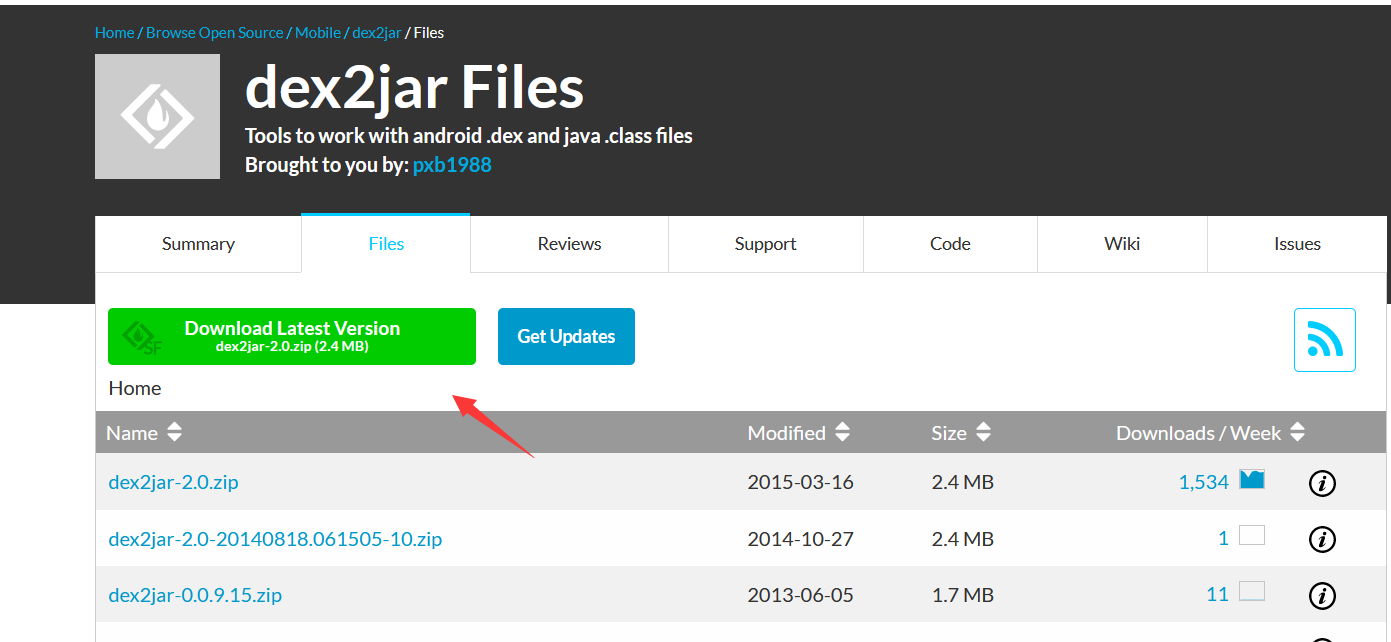 Home / Browse Open Source / Mobile / dex2jar / Files
dex2jar Files
Tools to work with android .dex and java .class files
Brought to you by: pxb1988
Summary Files Reviews Support Code Wiki Issues
SF
Download Latest Version
dex2jar-2.0.zip (2.4 MB)
Get Updates
Home
Name Modified Size Downloads / Week
dex2jar-2.0.zip 2015-03-16 2.4 MB 1,534 i
dex2jar-2.0-20140818.061505-10.zip 2014-10-27 2.4 MB 1 i
dex2jar-0.0.9.15.zip 2013-06-05 1.7 MB 11 i